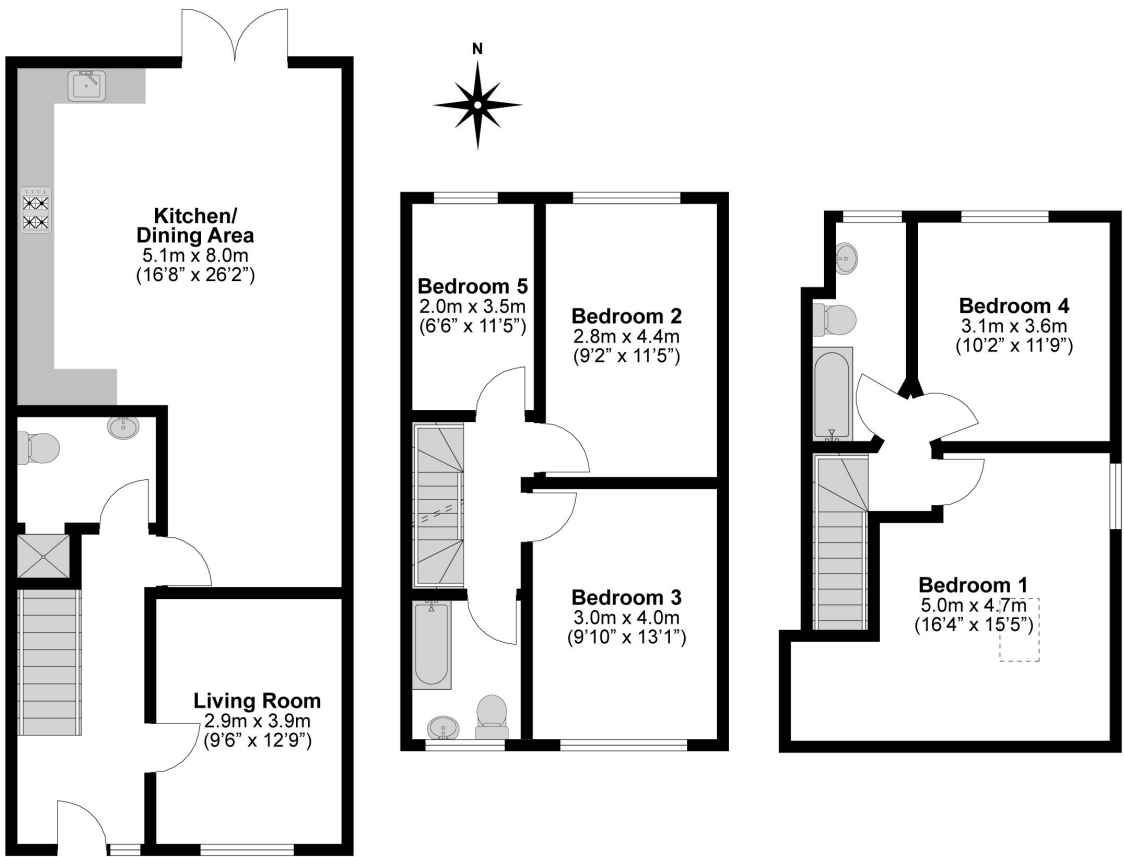 N
Kitchen/
Dining Area
5.1m x 8.0m
(16'8" x 26'2")
Living Room
2.9m x 3.9m
(9'6" x 12'9")
Bedroom 5
2.0m x 3.5m
(6'6" x 11'5")
Bedroom 2
2.8m x 4.4m
(9'2" x 11'5")
Bedroom 3
3.0m x 4.0m
(9'10" x 13'1")
Bedroom 4
3.1m x 3.6m
(10'2" x 11'9")
Bedroom 1
5.0m x 4.7m
(16'4" x 15'5")